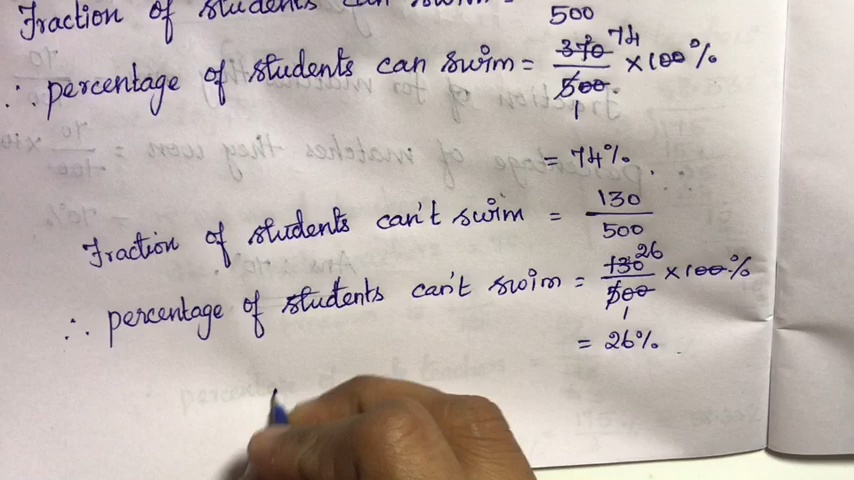 Fraction of students can swim = 500
∴ percentage of students can swim = 370/500 74 1 × 100%
= 74%.
Fraction of students can't swim = 130/500
∴ percentage of students can't swim = 130/500 26 1 × 100%
= 26%.